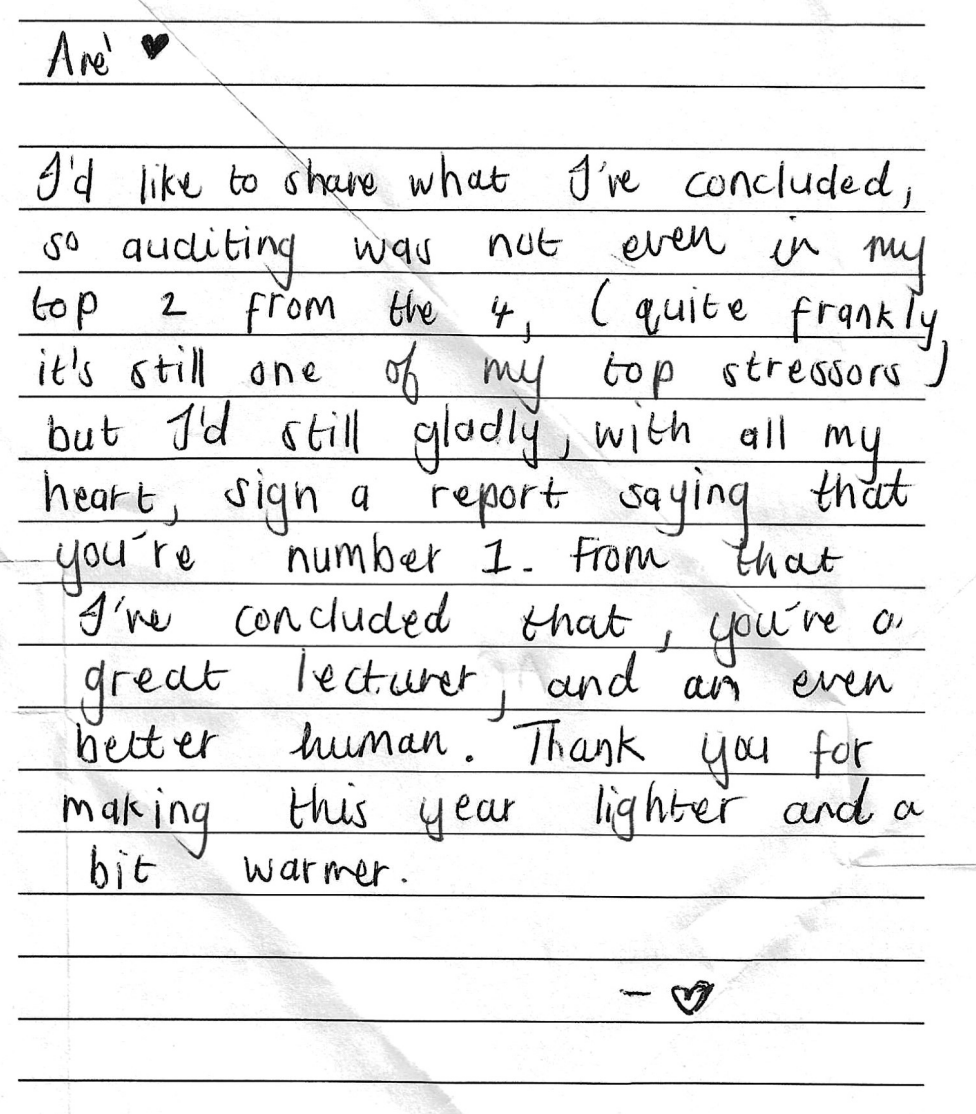 Are' ♥
I'd like to share what I've concluded,
so auditing was not even in my
top 2 from the 4, (quite frankly,
it's still one of my top stressors)
but I'd still gladly, with all my
heart, sign a report saying that
you're number 1. From that
I've concluded that, you're a
great lecturer, and an even
better human. Thank you for
making this year lighter and a
bit warmer.
- ♥